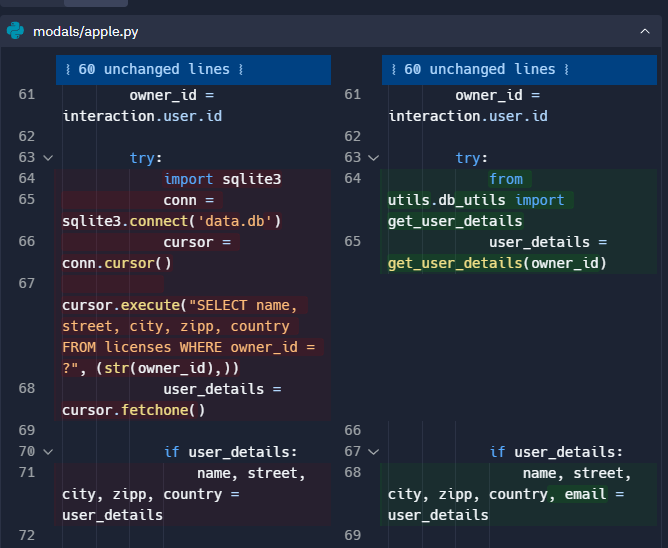 modals/apple.py
60 unchanged lines
61 owner_id =
interaction.user.id
62
63 try:
64 import sqlite3
65 conn =
sqlite3.connect('data.db')
66 cursor =
conn.cursor()
67
cursor.execute("SELECT name,
street, city, zipp, country
FROM licenses WHERE owner_id =
?", (str(owner_id),))
68 user_details =
cursor.fetchone()
69
70 if user_details:
71 name, street,
city, zipp, country =
user_details
72
60 unchanged lines
61 owner_id =
interaction.user.id
62
63 try:
64 from
utils.db_utils import
get_user_details
65 user_details =
get_user_details(owner_id)
66
67 if user_details:
68 name, street,
city, zipp, country, email =
user_details
69